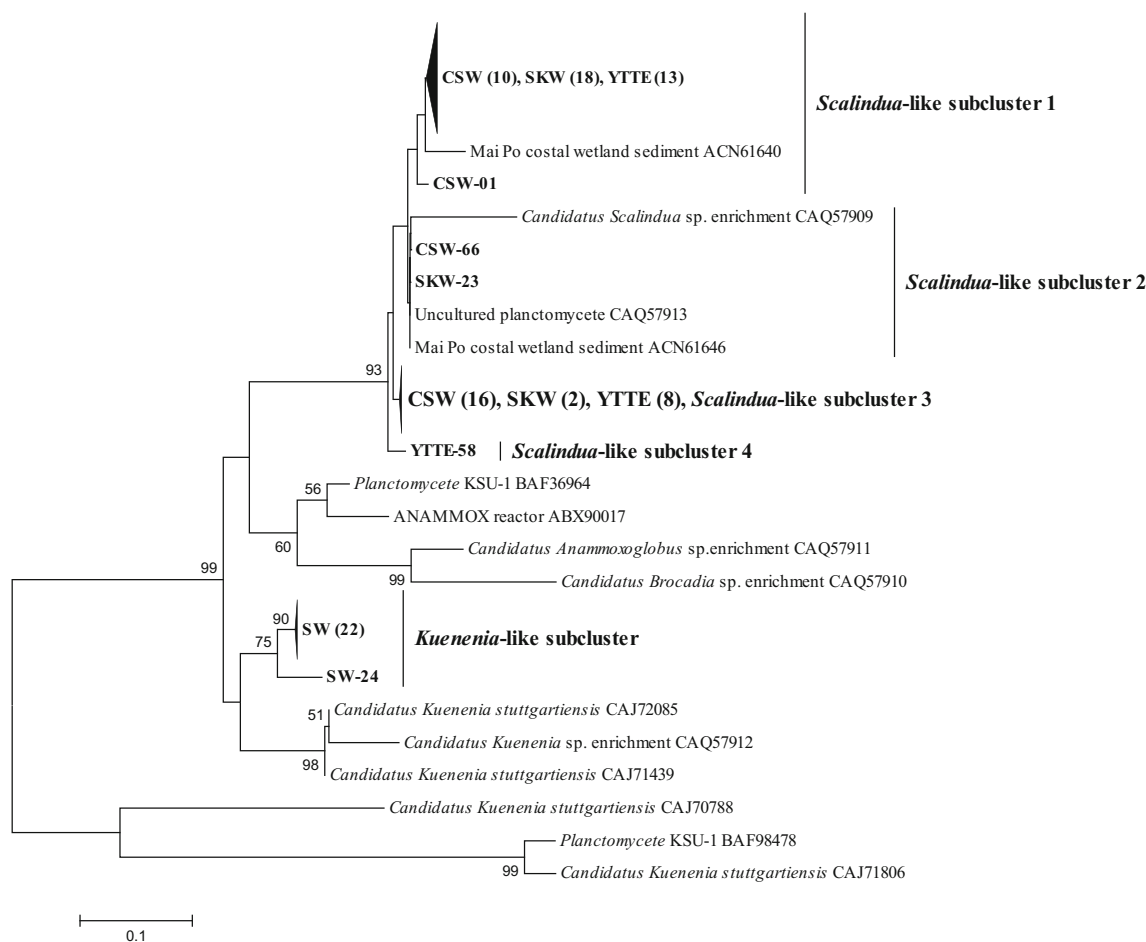 CSW (10), SKW (18), YTTE (13)
Scalindua-like subcluster 1
Mai Po costal wetland sediment ACN61640
CSW-01
Candidatus Scalindua sp. enrichment CAQ57909
CSW-66
SKW-23
Scalindua-like subcluster 2
Uncultured planctomycete CAQ57913
Mai Po costal wetland sediment ACN61646
93
CSW (16), SKW (2), YTTE (8), Scalindua-like subcluster 3
YTTE-58
Scalindua-like subcluster 4
56
Planctomycete KSU-1 BAF36964
ANAMMOX reactor ABX90017
60
Candidatus Anammoxoglobus sp.enrichment CAQ57911
99
99
Candidatus Brocadia sp. enrichment CAQ57910
90
SW (22)
Kuenenia-like subcluster
75
SW-24
51
Candidatus Kuenenia stuttgartiensis CAJ72085
Candidatus Kuenenia sp. enrichment CAQ57912
98
Candidatus Kuenenia stuttgartiensis CAJ71439
Candidatus Kuenenia stuttgartiensis CAJ70788
Planctomycete KSU-1 BAF98478
99
Candidatus Kuenenia stuttgartiensis CAJ71806
0.1